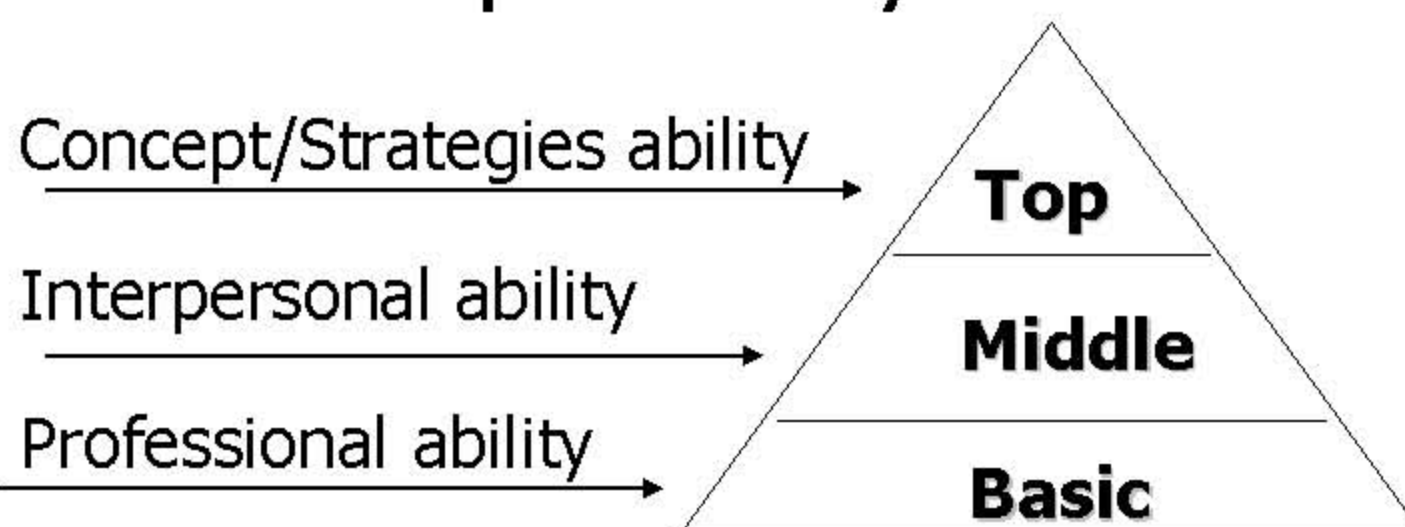 Concept/Strategies ability
Top
Interpersonal ability
Middle
Professional ability
Basic